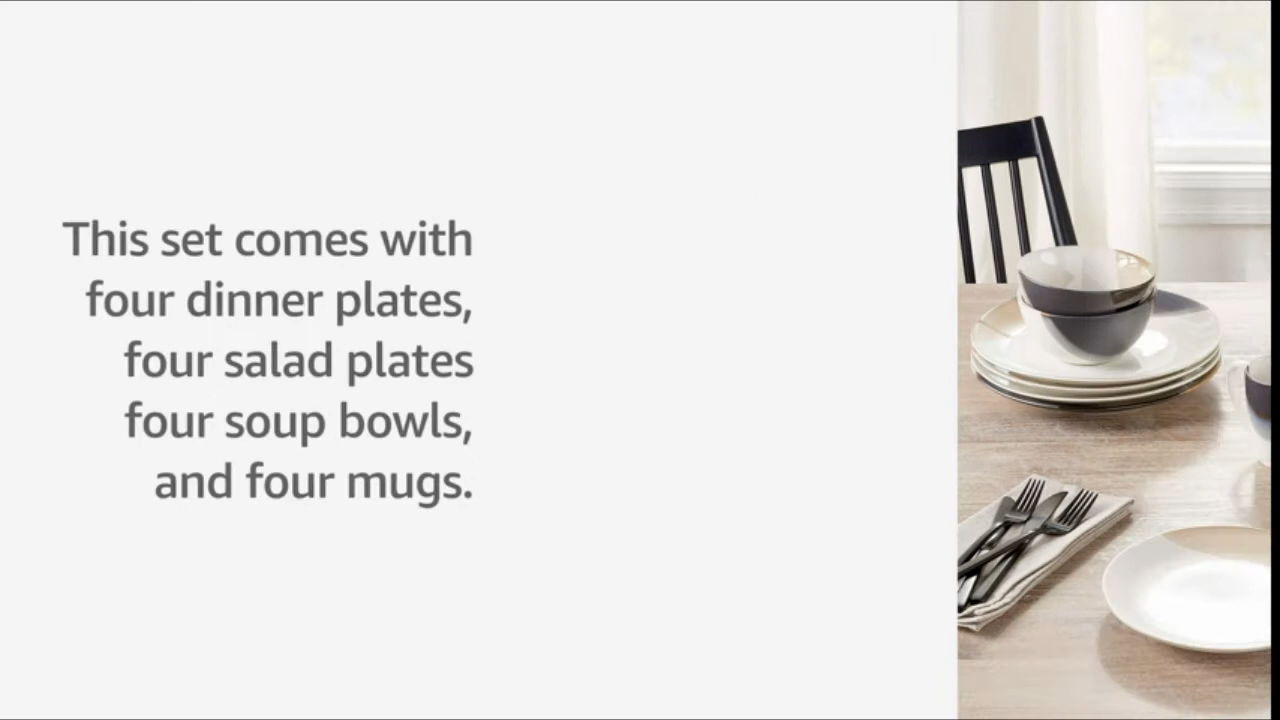 This set comes with
four dinner plates,
four salad plates
four soup bowls,
and four mugs.